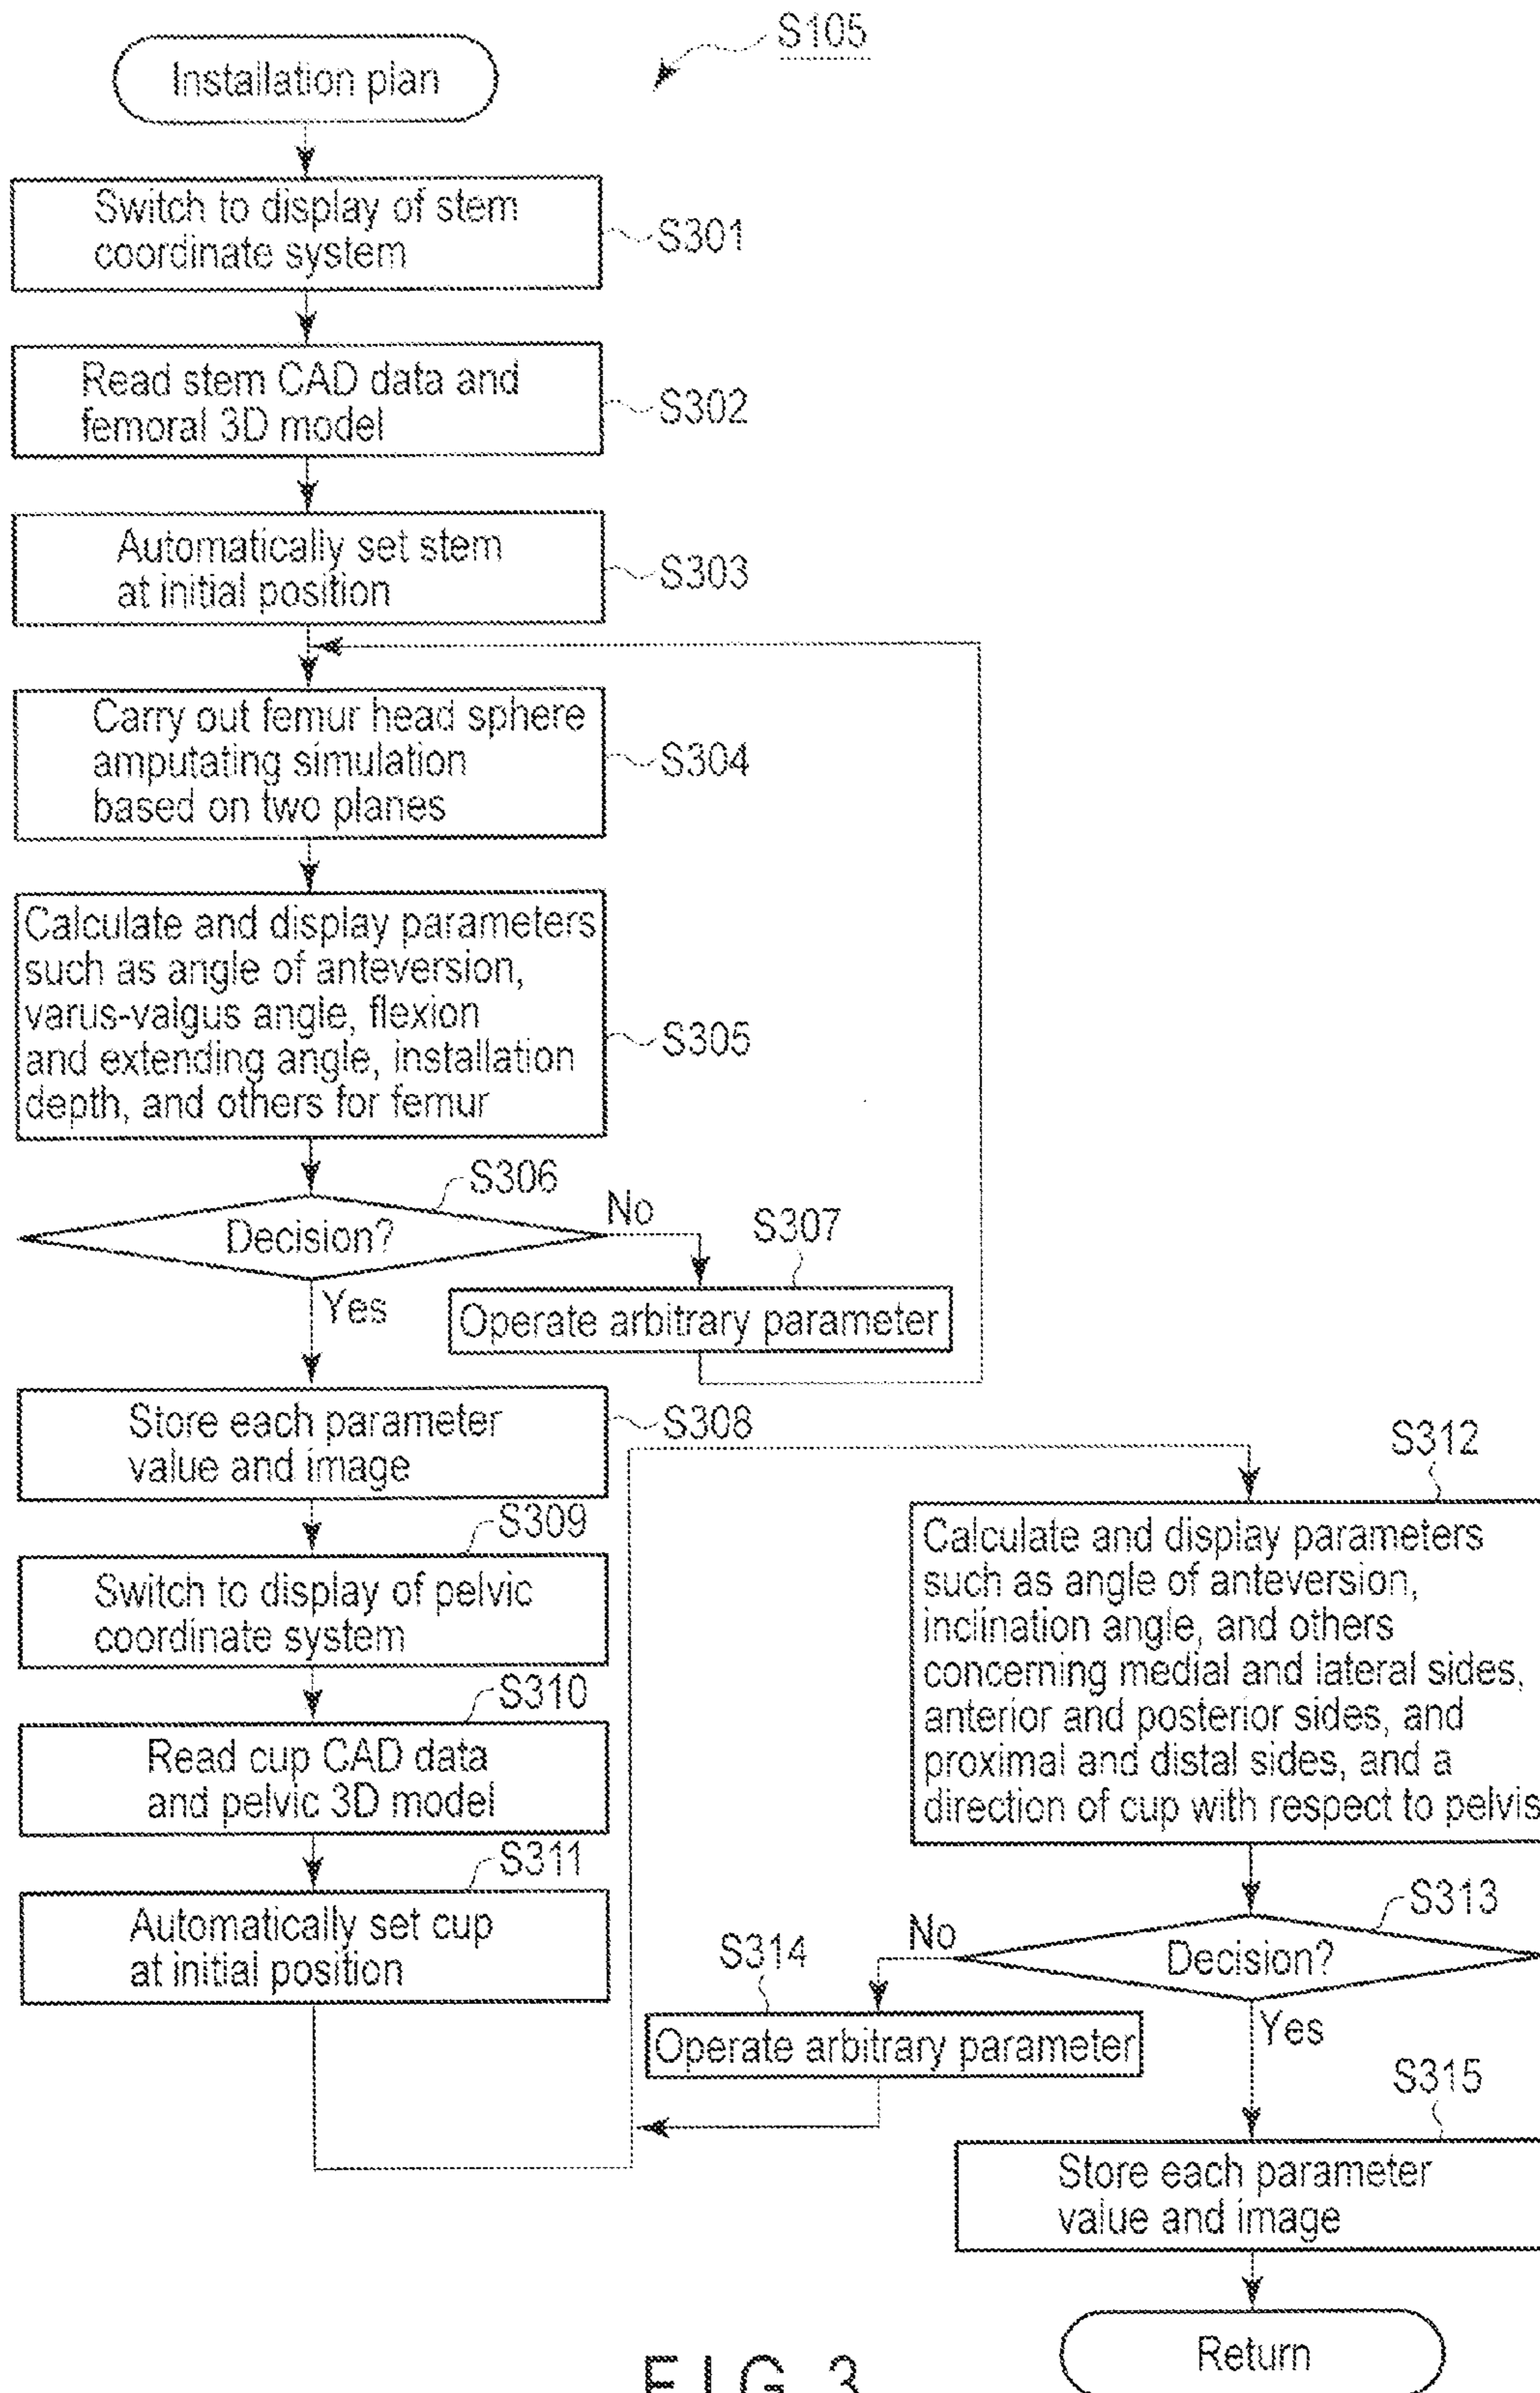 S105
Installation plan
Switch to display of stem
coordinate system
S301
Read stem CAD data and
femoral 3D model
S302
Automatically set stem
at initial position
S303
Carry out femur head sphere
amputating simulation
based on two planes
S304
Calculate and display parameters
such as angle of anteversion,
varus-valgus angle, flexion
and extending angle, installation
depth, and others for femur
S305
S306
Decision?
No
Yes
S307
Operate arbitrary parameter
Store each parameter
value and image
S308
S309
Switch to display of pelvic
coordinate system
S310
Read cup CAD data
and pelvic 3D model
S311
Automatically set cup
at initial position
S312
Calculate and display parameters
such as angle of anteversion,
inclination angle, and others
concerning medial and lateral sides,
anterior and posterior sides, and
proximal and distal sides, and a
direction of cup with respect to pelvis
S313
Decision?
No
Yes
S314
Operate arbitrary parameter
S315
Store each parameter
value and image
Return
FIG. 3